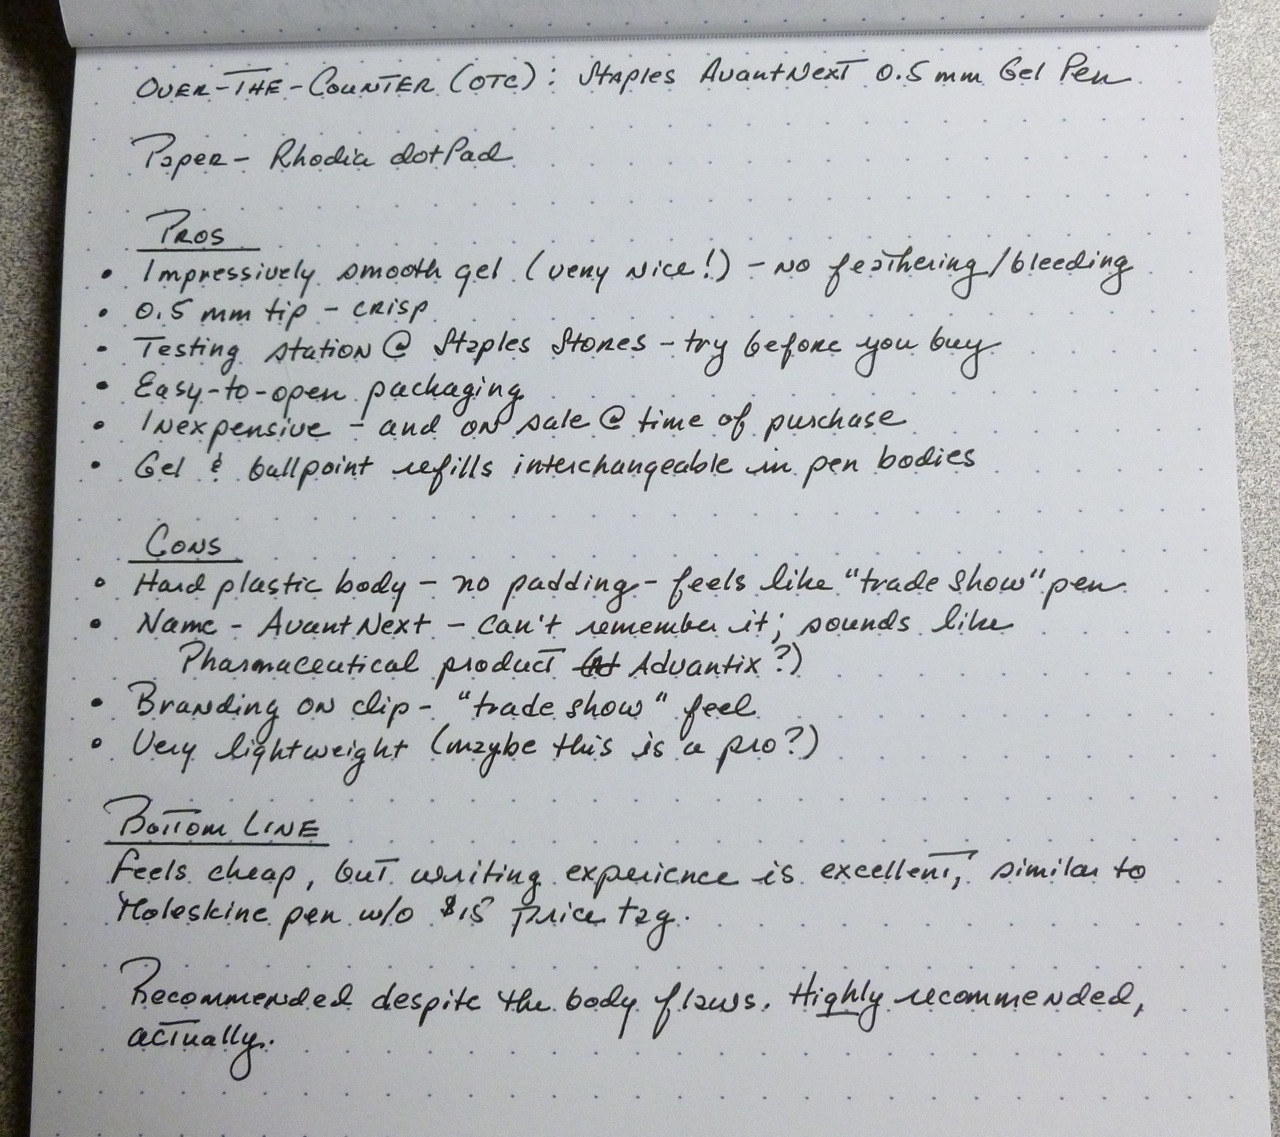 Over-The-Counter (OTC): Staples AvantNext 0.5 mm Gel Pen
Paper - Rhodia dotPad
Pros
• Impressively smooth gel (very nice!) - no feathering/bleeding
• 0.5 mm tip - crisp
• Testing station @ Staples Stores - try before you buy
• Easy-to-open packaging
• Inexpensive - and on sale @ time of purchase
• Gel & ballpoint refills interchangeable in pen bodies
Cons
• Hard plastic body - no padding - feels like "trade show" pen
• Name - AvantNext - can't remember it; sounds like
Pharmaceutical product Advantix?)
• Branding on clip - "trade show" feel
• Very lightweight (maybe this is a pro?)
Bottom Line
Feels cheap, but writing experience is excellent, similar to
Moleskine pen w/o $15 price tag.
Recommended despite the body flaws. Highly recommended,
actually.